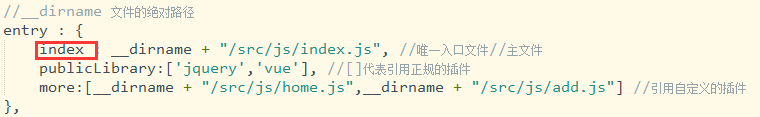 //__dirname 文件的绝对路径
entry : {
    index : __dirname + "/src/js/index.js", //唯一入口文件//主文件
    publicLibrary:['jquery','vue'], //[]代表引用正规的插件
    more:[__dirname + "/src/js/home.js",__dirname + "/src/js/add.js"] //引用自定义的插件
},